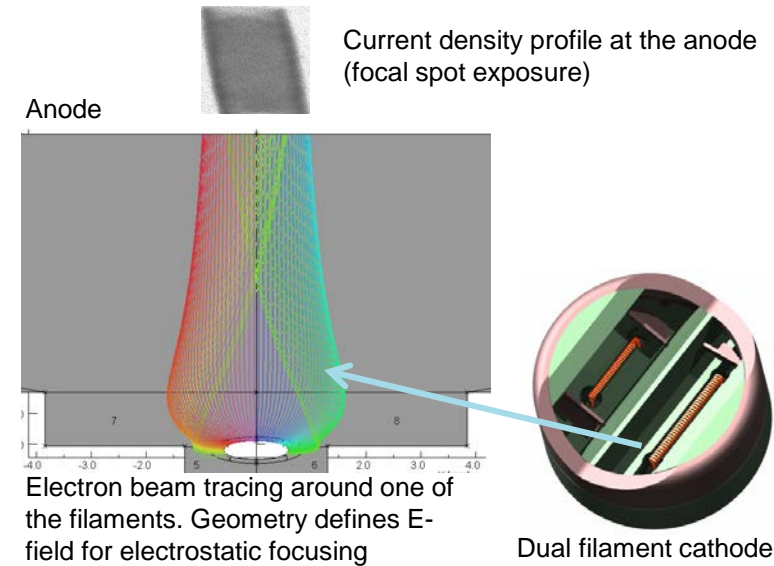 Current density profile at the anode
(focal spot exposure)
Anode
7
8
5
6
-4.0
-3.0
-2.0
2.0
3.0
4.0
Electron beam tracing around one of
the filaments. Geometry defines E-
field for electrostatic focusing
Dual filament cathode